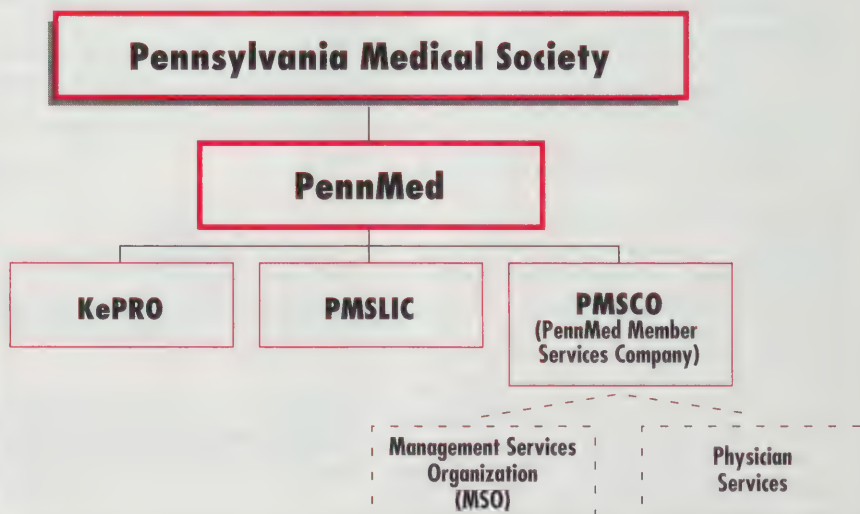 Pennsylvania Medical Society
PennMed
KePRO
PMSLIC
PMSCO
(PennMed Member
Services Company)
Management Services
Organization
(MSO)
Physician
Services